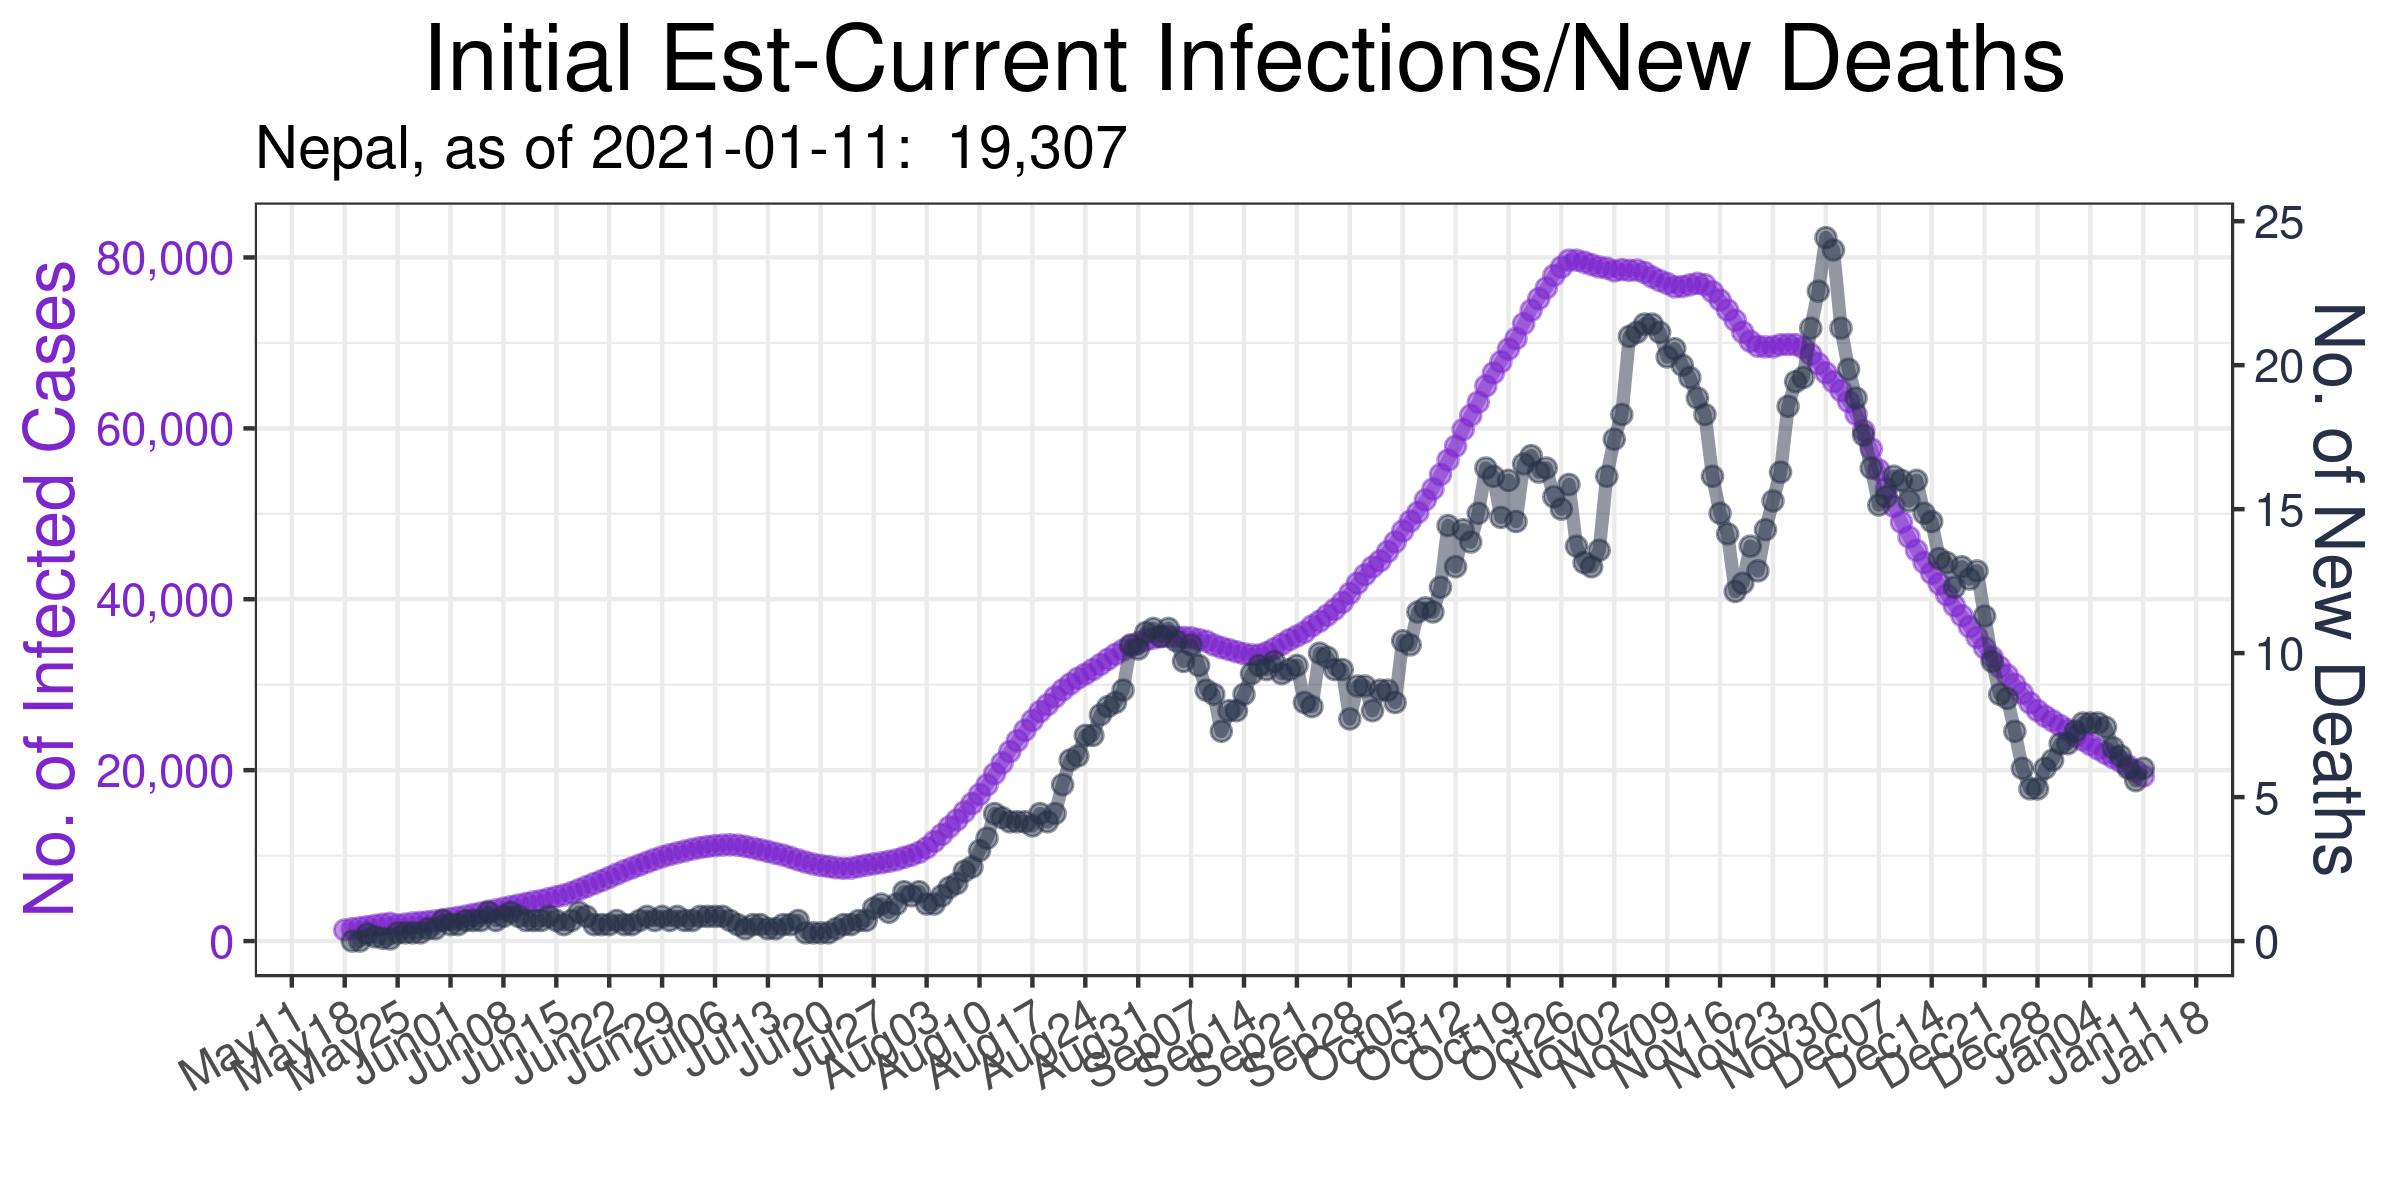 Initial Est-Current Infections/New Deaths
Nepal, as of 2021-01-11:  19,307
No. of Infected Cases
80,000
60,000
40,000
20,000
0
25
20
15
10
5
0
No. of New Deaths
May11
May18
May25
Jun01
Jun08
Jun15
Jun22
Jun29
Jul06
Jul13
Jul20
Jul27
Aug03
Aug10
Aug17
Aug24
Aug31
Sep07
Sep14
Sep21
Sep28
Oct05
Oct12
Oct19
Oct26
Nov02
Nov09
Nov16
Nov23
Nov30
Dec07
Dec14
Dec21
Dec28
Jan04
Jan11
Jan18